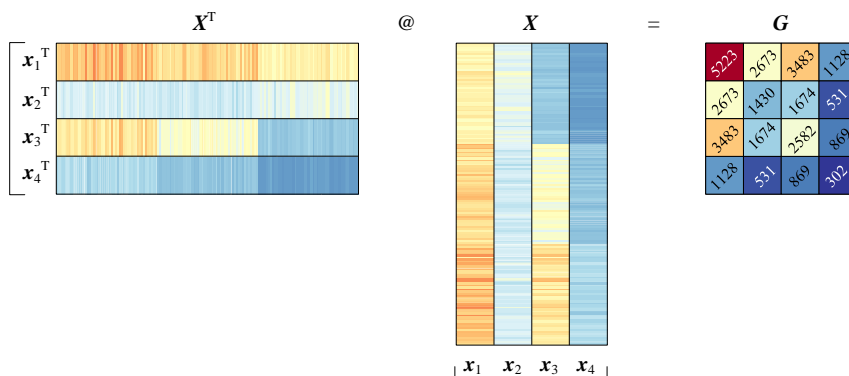 Xᵀ @ X = G
x₁ᵀ
x₂ᵀ
x₃ᵀ
x₄ᵀ
5223 2673 3483 1128
2673 1430 1674 531
3483 1674 2582 869
1128 531 869 302
x₁ x₂ x₃ x₄